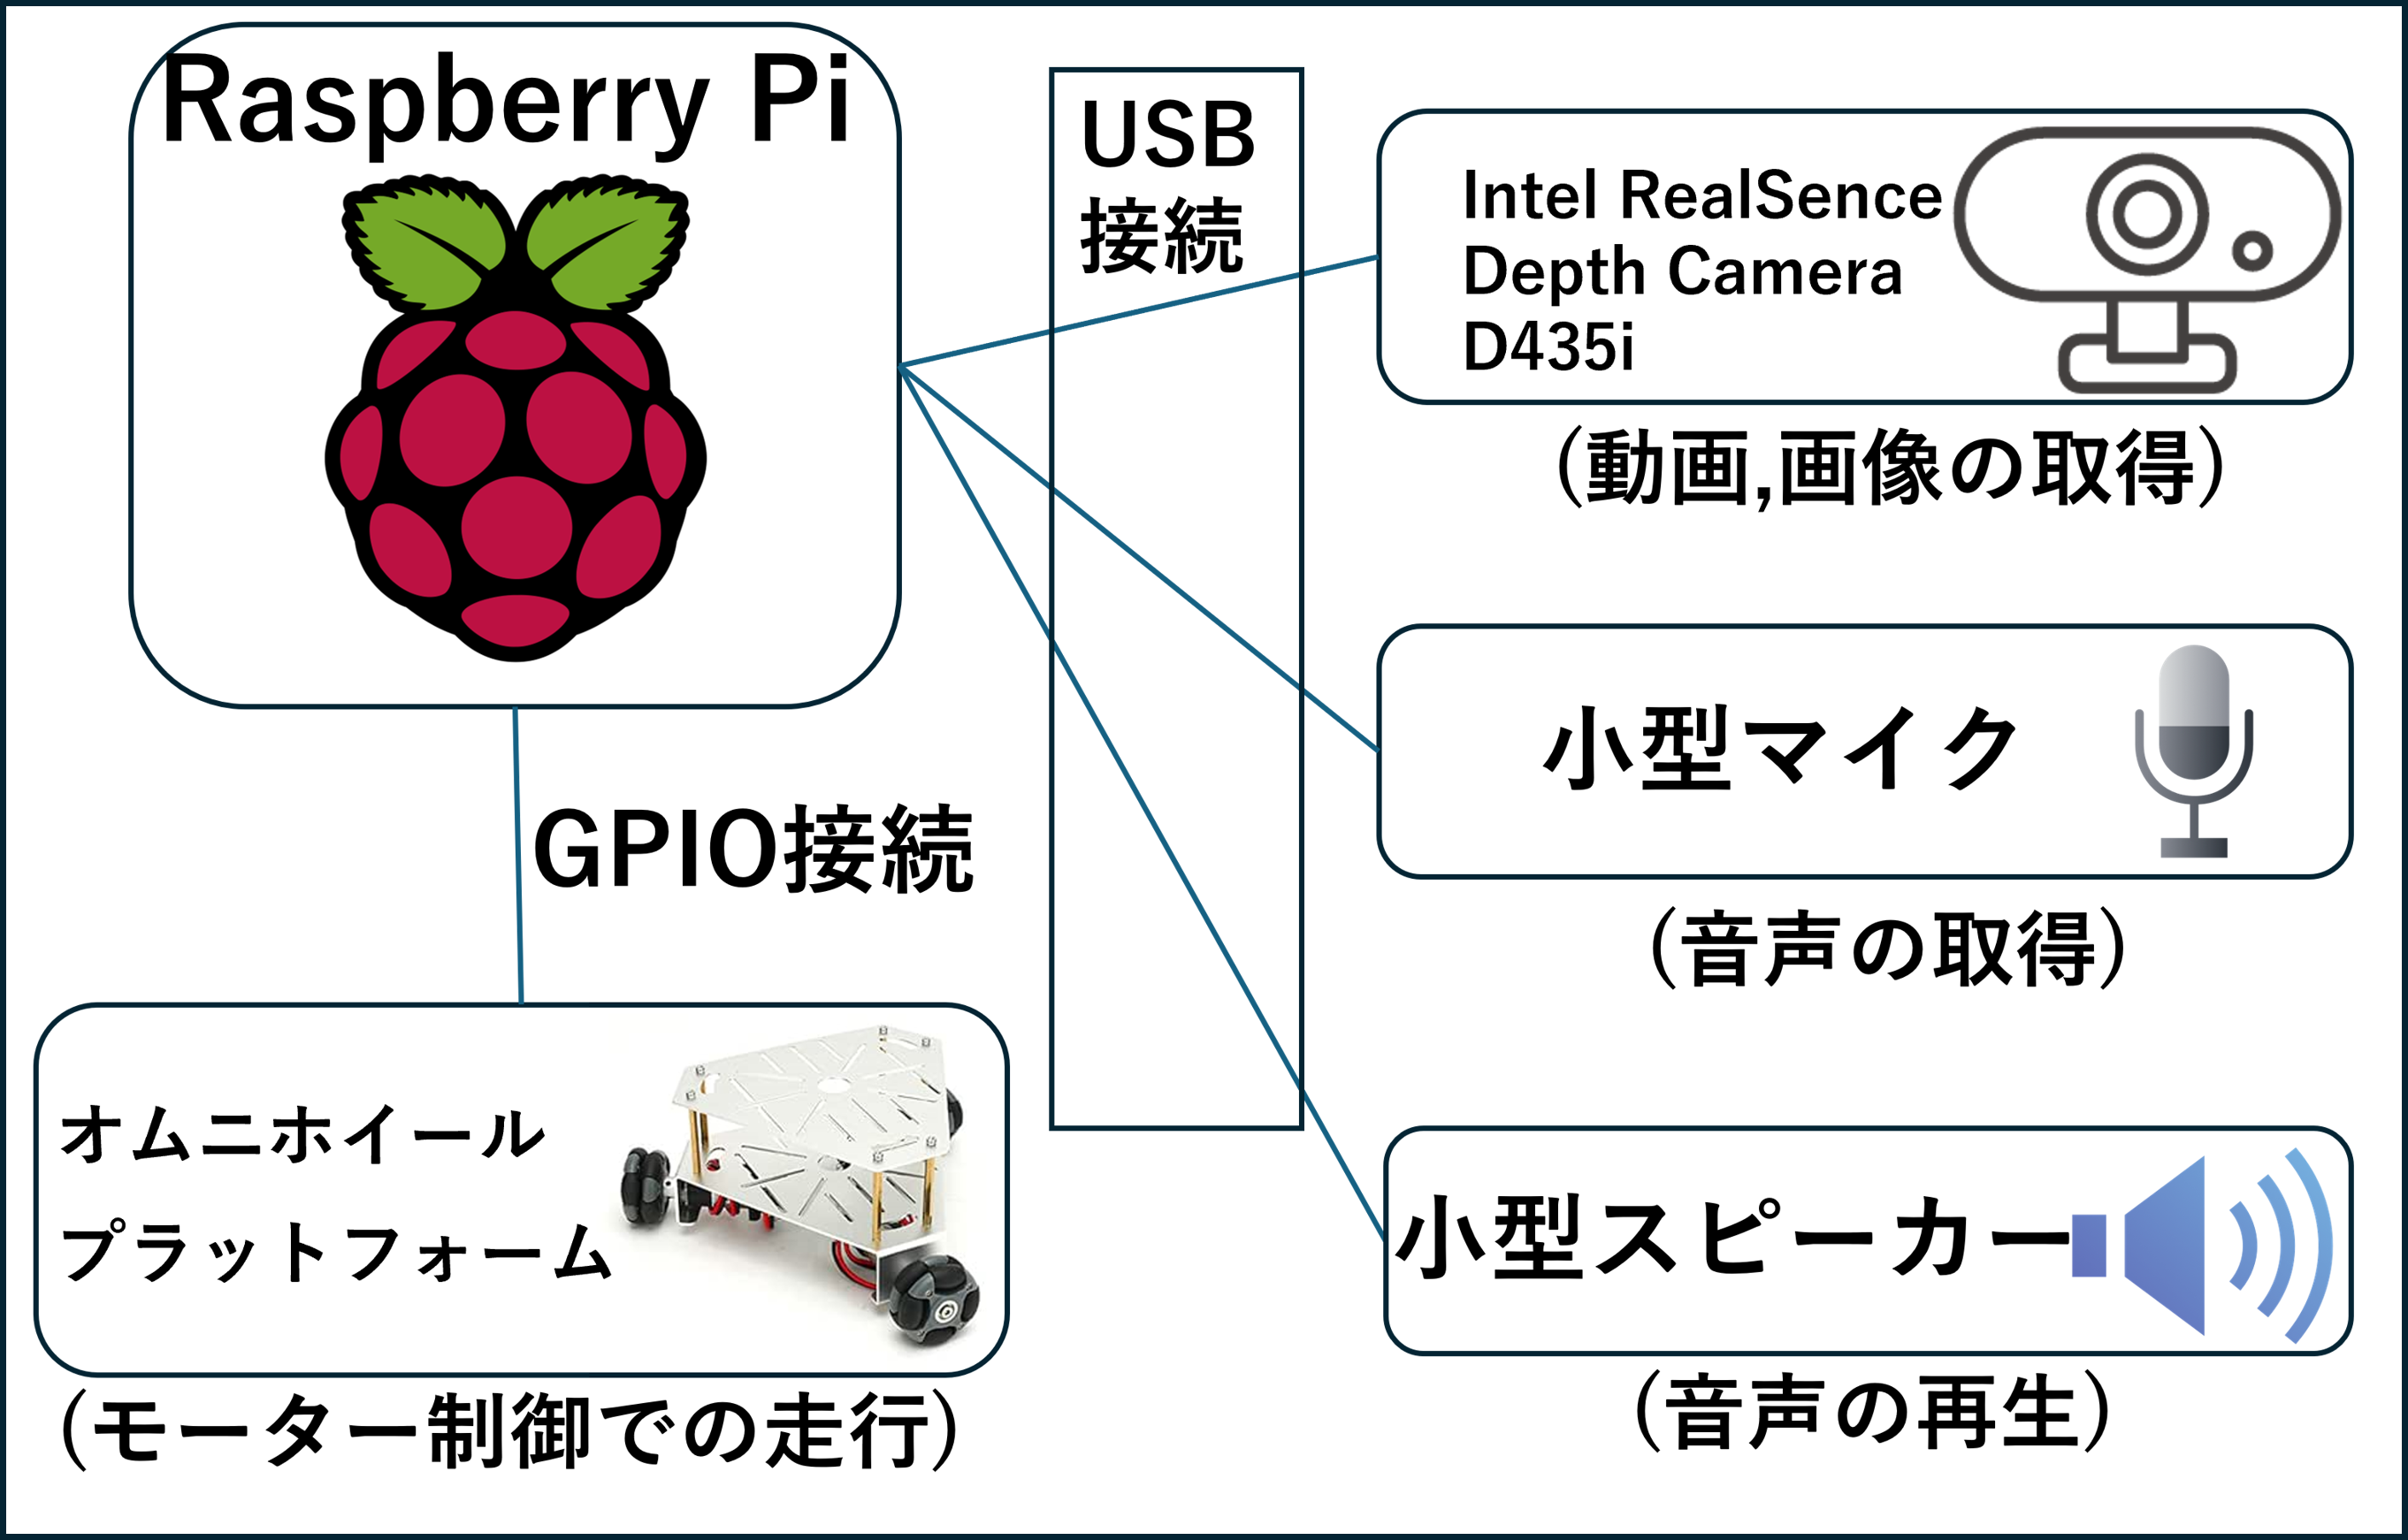 Raspberry Pi
USB
接続
Intel RealSence
Depth Camera
D435i
(動画,画像の取得)
小型マイク
(音声の取得)
GPIO接続
オムニホイール
プラットフォーム
(モーター制御での走行)
小型スピーカー
(音声の再生)